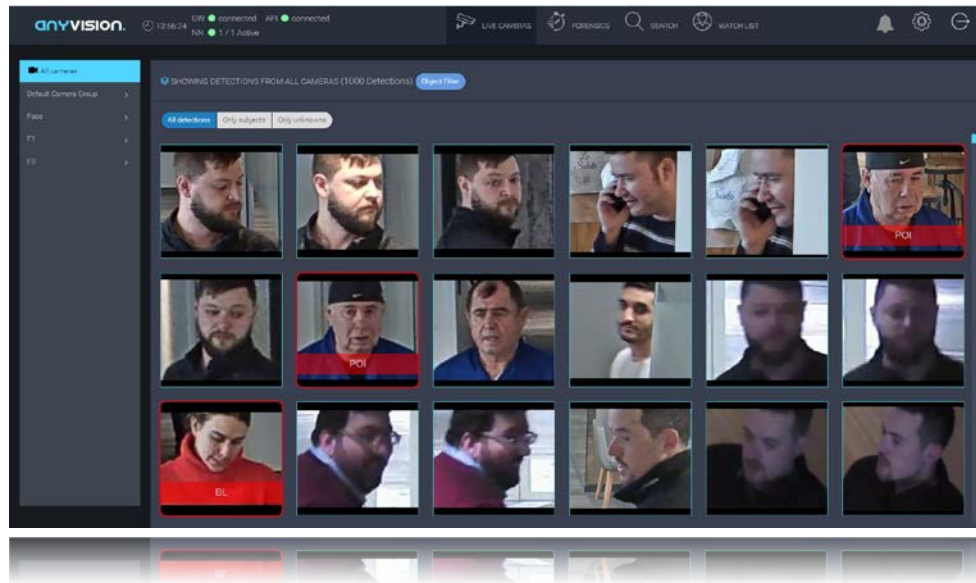 anyvision.
13:56:24
GW connected API connected
NN 1 / 1 Active
LIVE CAMERAS
FORENSICS
SEARCH
WATCH LIST
All cameras
Default Camera Group
Face
F1
SHOWING DETECTIONS FROM ALL CAMERAS (1000 Detections) Object Filter
All detections Only subjects Only unknowns
POI
POI
BL